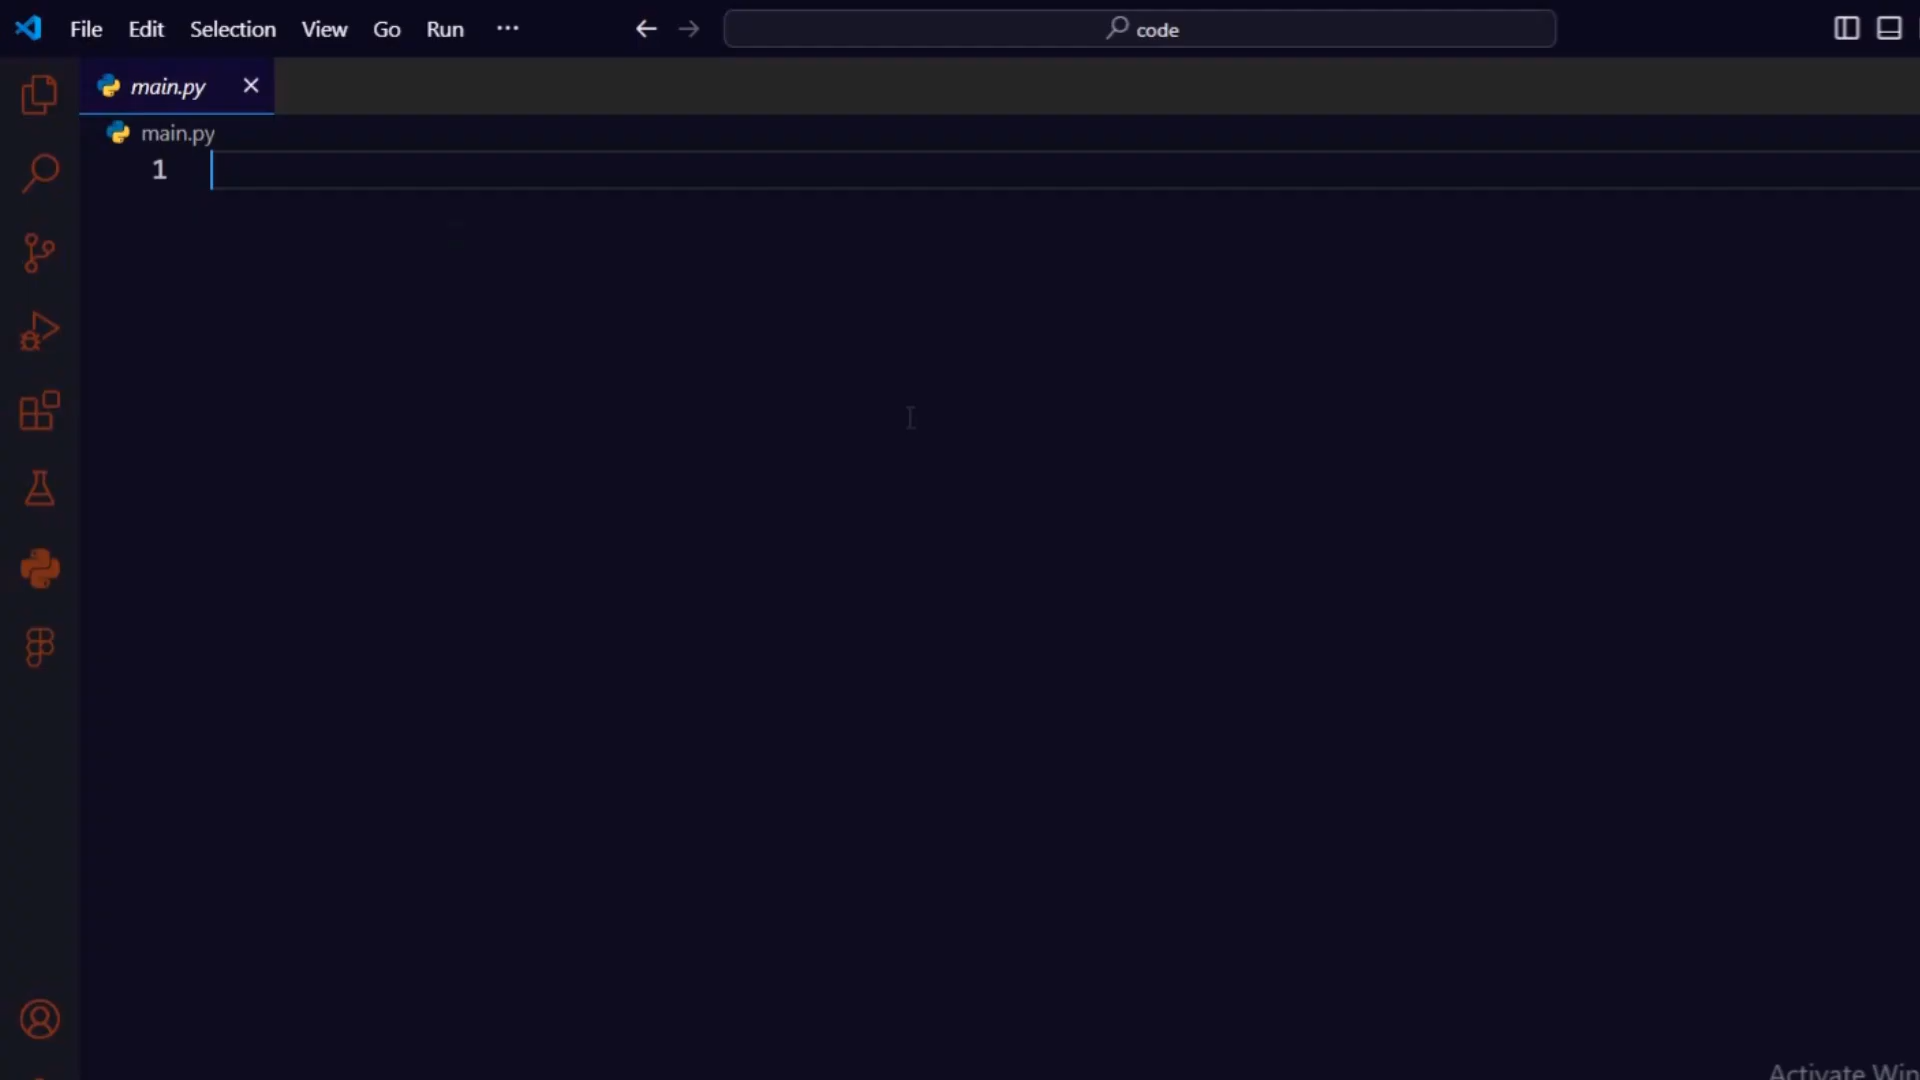 File Edit Selection View Go Run ···
code
main.py
main.py
1
Activate Win